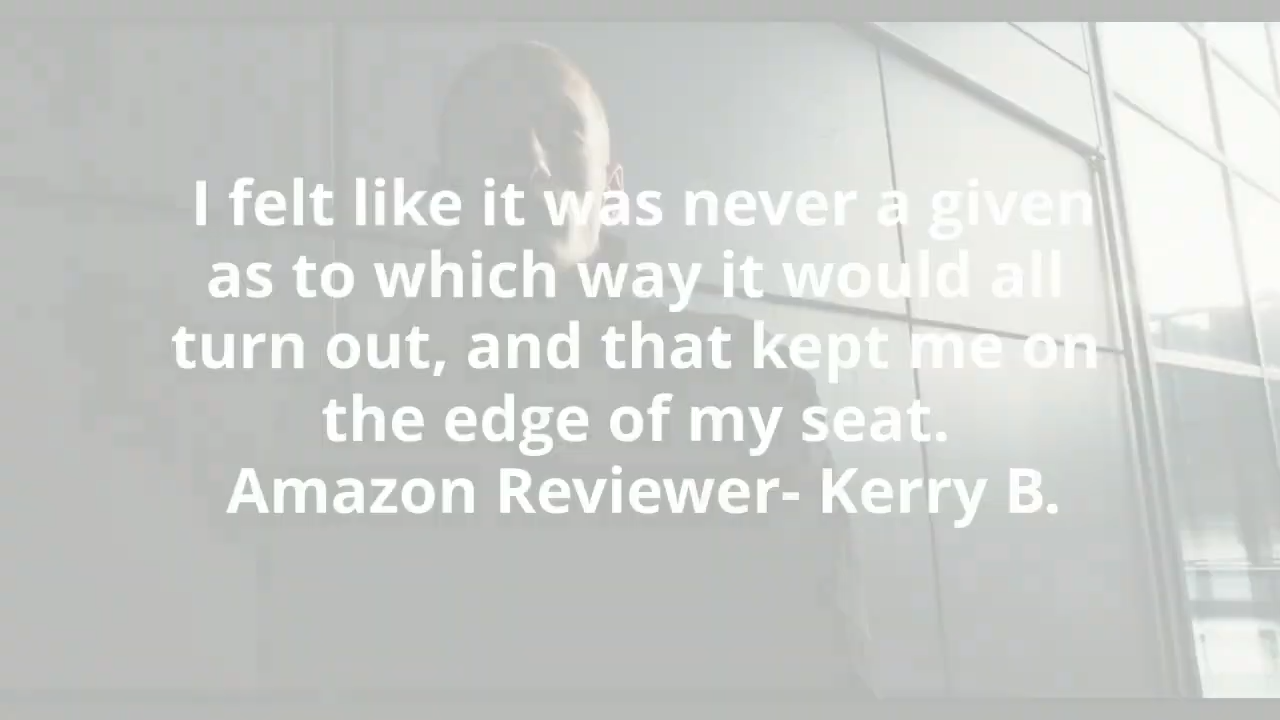 I felt like it was never a given
as to which way it would all
turn out, and that kept me on
the edge of my seat.
Amazon Reviewer- Kerry B.